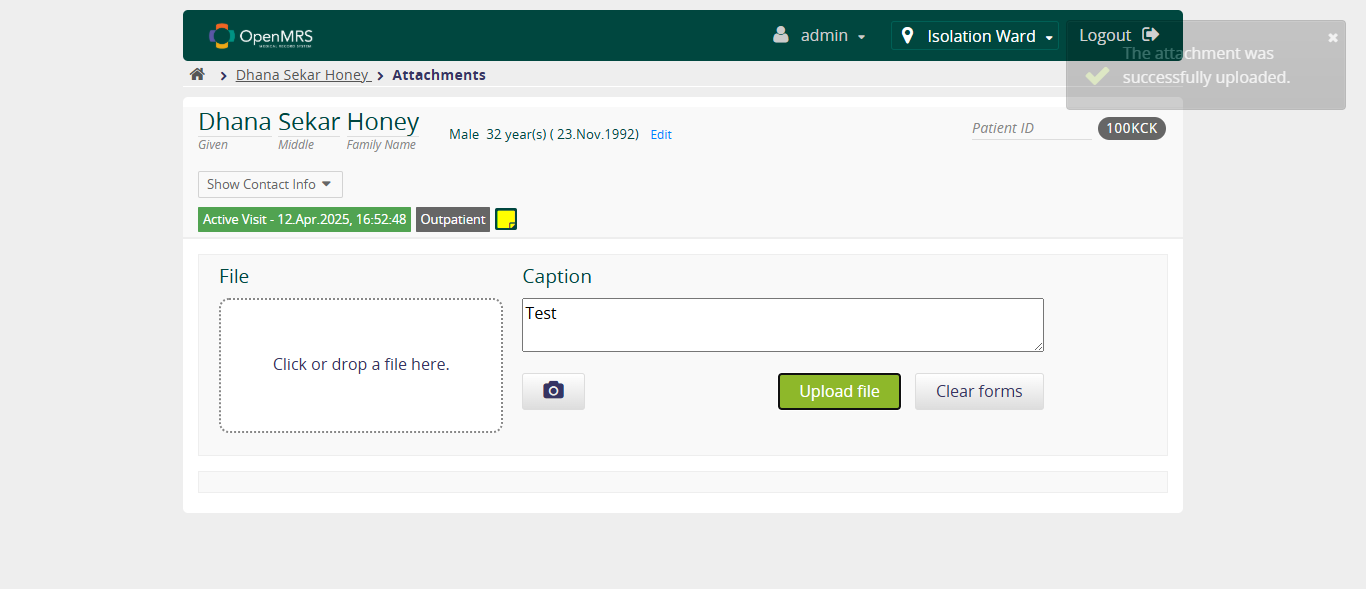 OpenMRS
MEDICAL RECORD SYSTEM
admin
Isolation Ward
Logout
The attachment was
successfully uploaded.
Dhana Sekar Honey
Attachments
Dhana Sekar Honey
Given Middle Family Name
Male 32 year(s) ( 23.Nov.1992) Edit
Patient ID 100KCK
Show Contact Info
Active Visit - 12.Apr.2025, 16:52:48 Outpatient
File
Click or drop a file here.
Caption
Test
Upload file Clear forms